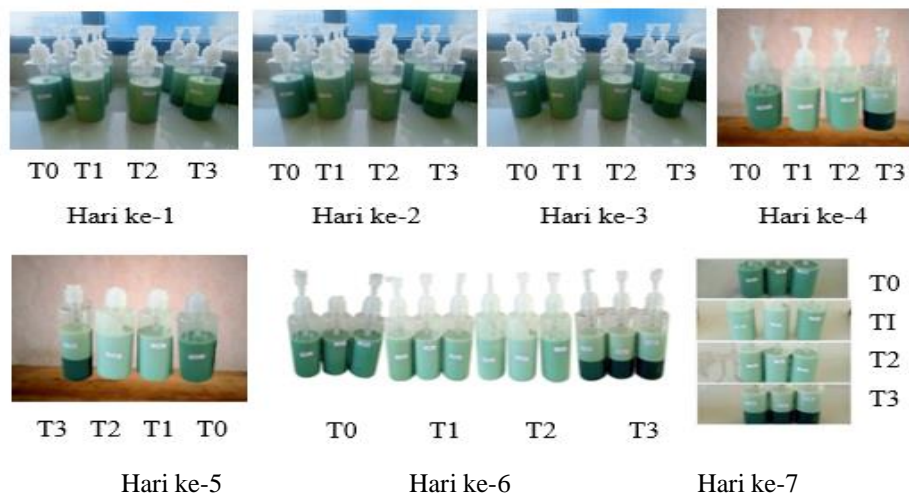 T0 T1 T2 T3
T0 T1 T2 T3
T0 T1 T2 T3
T0 T1 T2 T3
Hari ke-1
Hari ke-2
Hari ke-3
Hari ke-4
T0
TI
T2
T3
T3 T2 T1 T0
T0 T1 T2 T3
Hari ke-5
Hari ke-6
Hari ke-7